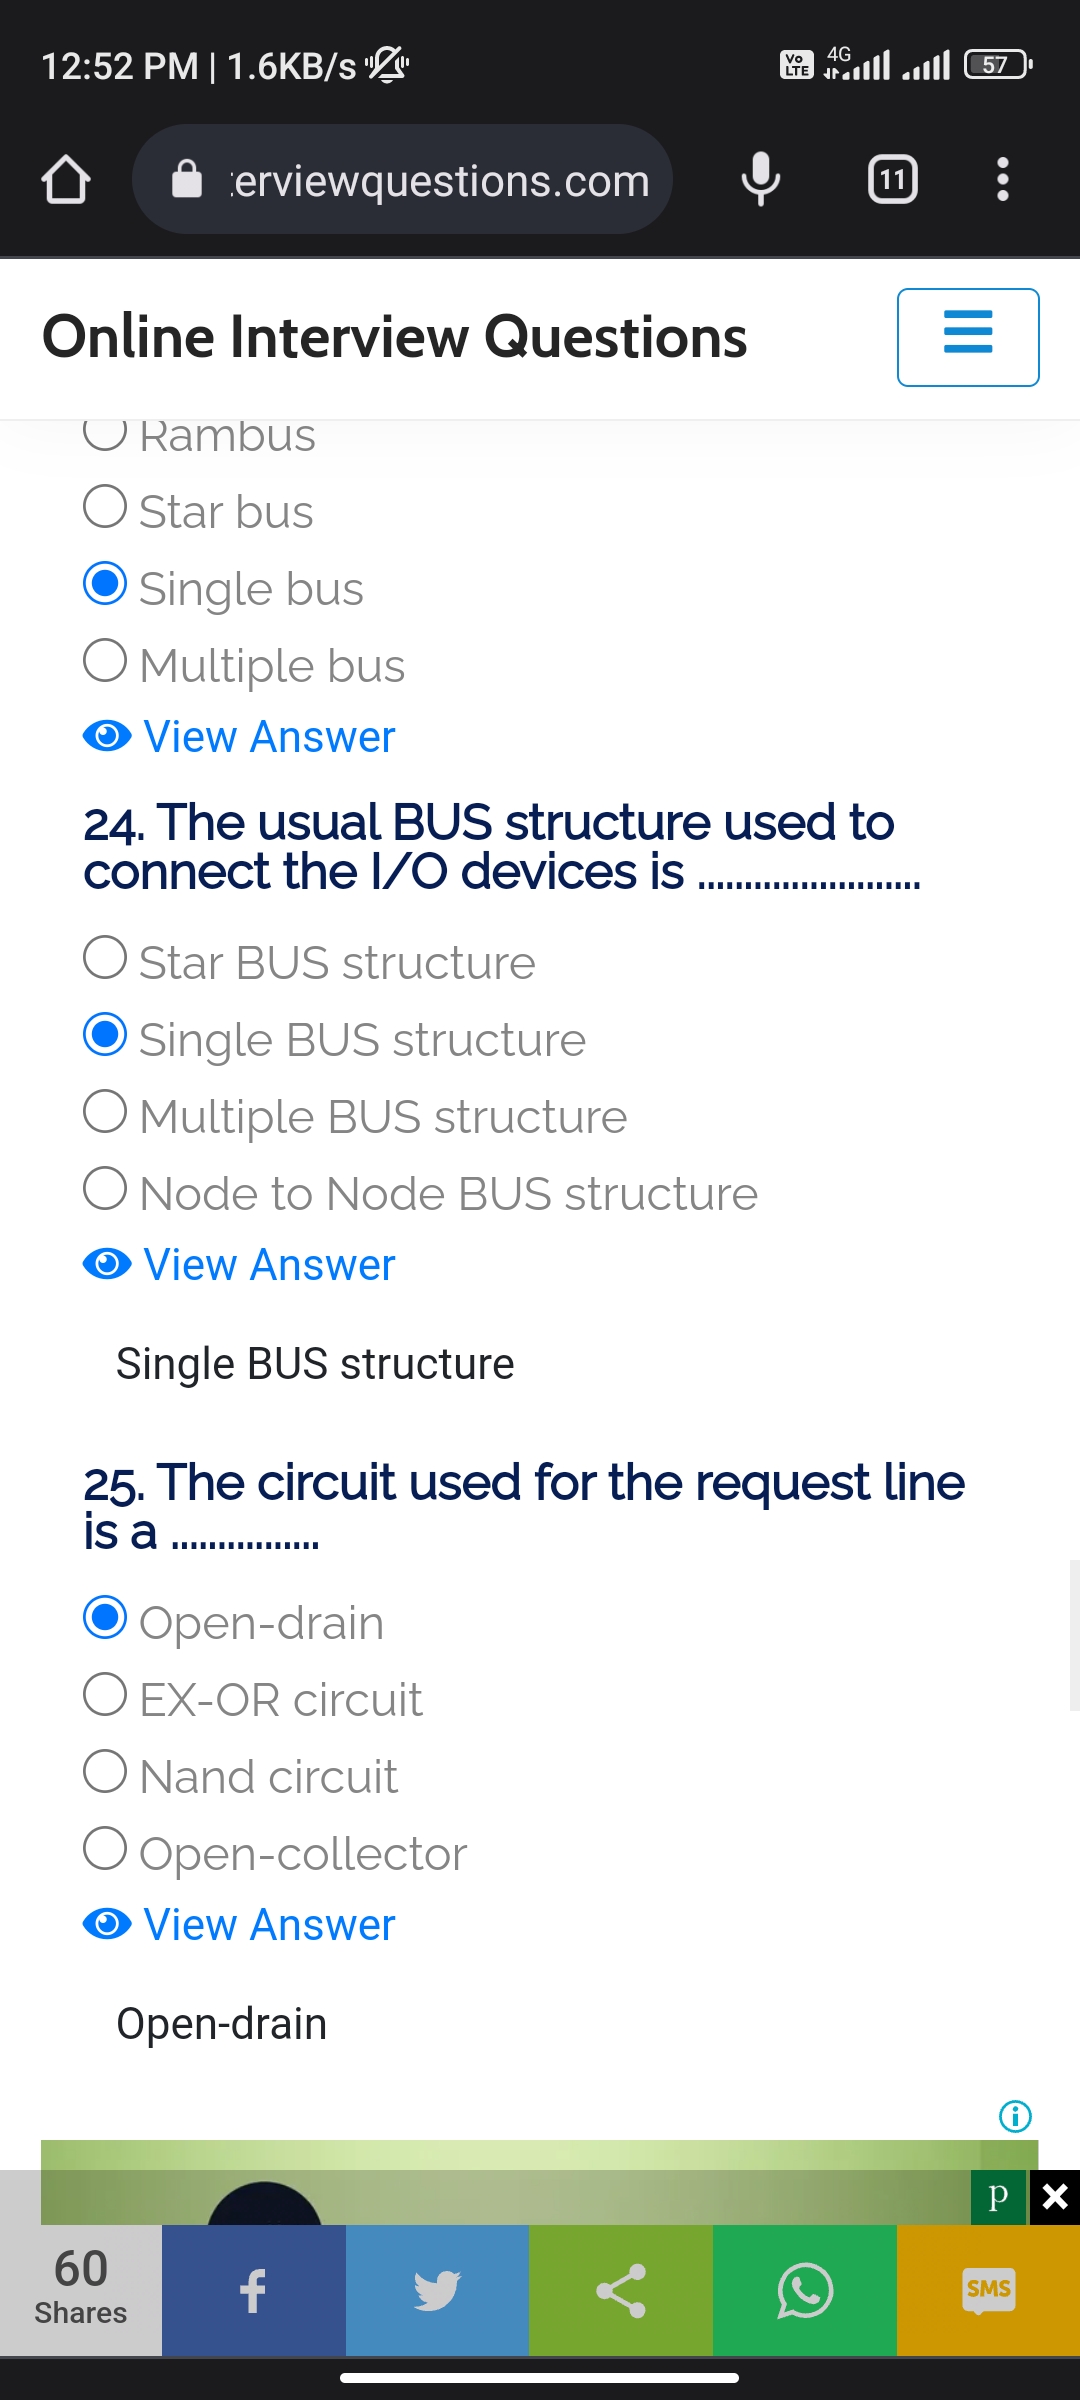 12:52 PM | 1.6KB/s
Vo LTE 4G 57
:erviewquestions.com
11
Online Interview Questions
Rambus
Star bus
Single bus
Multiple bus
View Answer
24. The usual BUS structure used to
connect the I/O devices is ........................
Star BUS structure
Single BUS structure
Multiple BUS structure
Node to Node BUS structure
View Answer
Single BUS structure
25. The circuit used for the request line
is a ................
Open-drain
EX-OR circuit
Nand circuit
Open-collector
View Answer
Open-drain
p
60
Shares
SMS